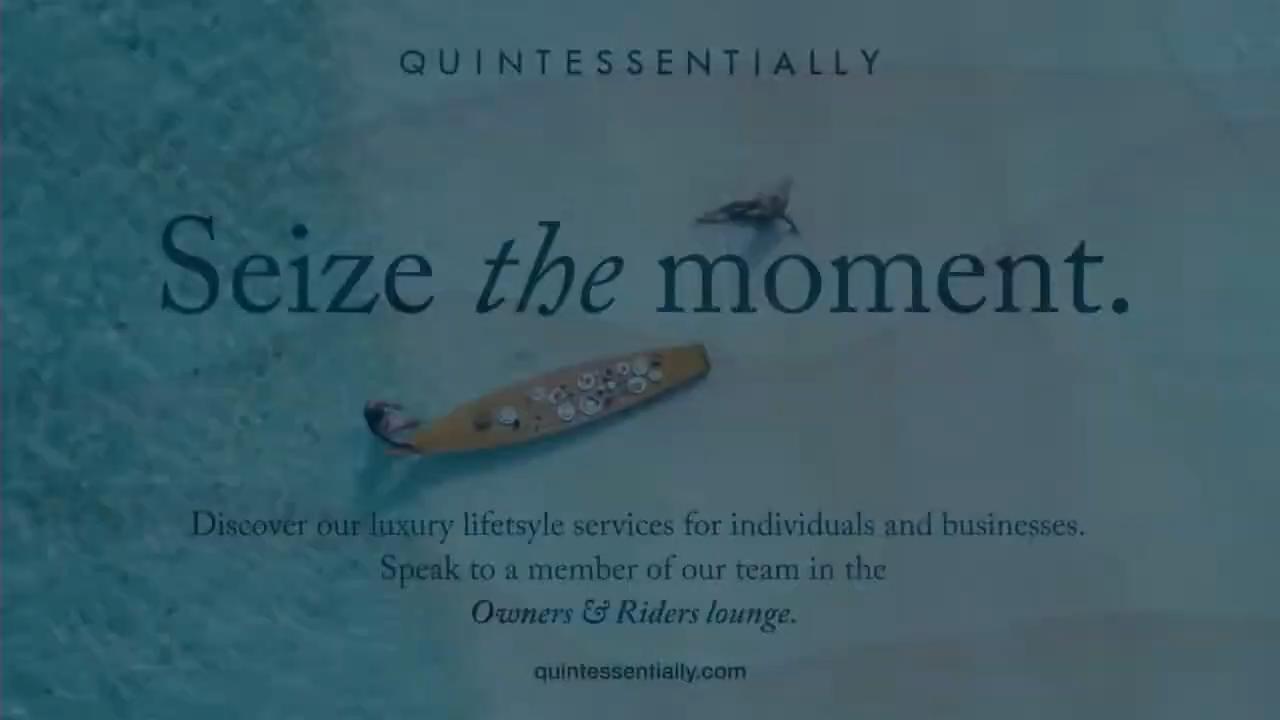 QUINTESSENTIALLY
Seize the moment.
Discover our luxury lifetsyle services for individuals and businesses.
Speak to a member of our team in the
Owners & Riders lounge.
quintessentially.com